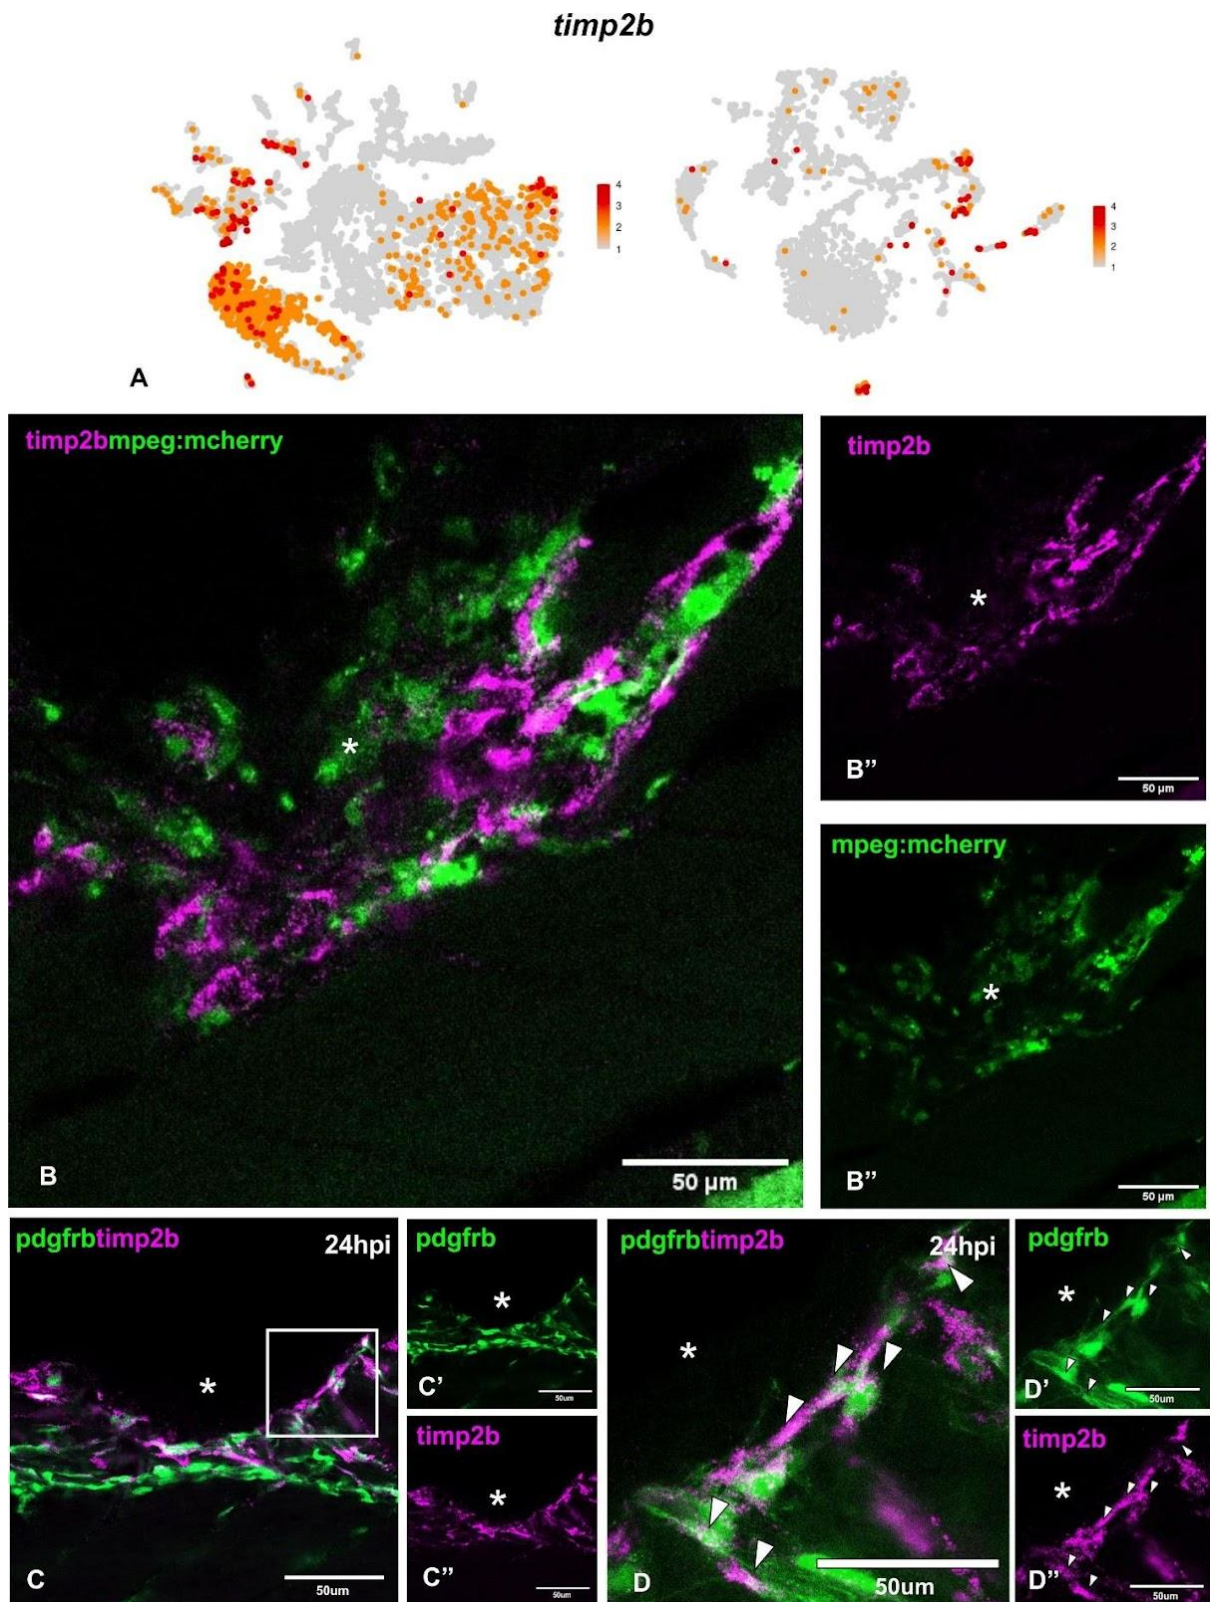 timp2b
4
3
2
1
4
3
2
1
A
timp2bmpeg:mcherry
50 µm
B
timp2b
*
B”
50 µm
mpeg:mcherry
*
B”
50 µm
pdgfrbtimp2b
24hpi
*
C
50um
pdgfrb
*
C’
50um
timp2b
*
C”
50um
pdgfrbtimp2b
24hpi
*
D
50um
pdgfrb
*
D’
50um
timp2b
*
D”
50um